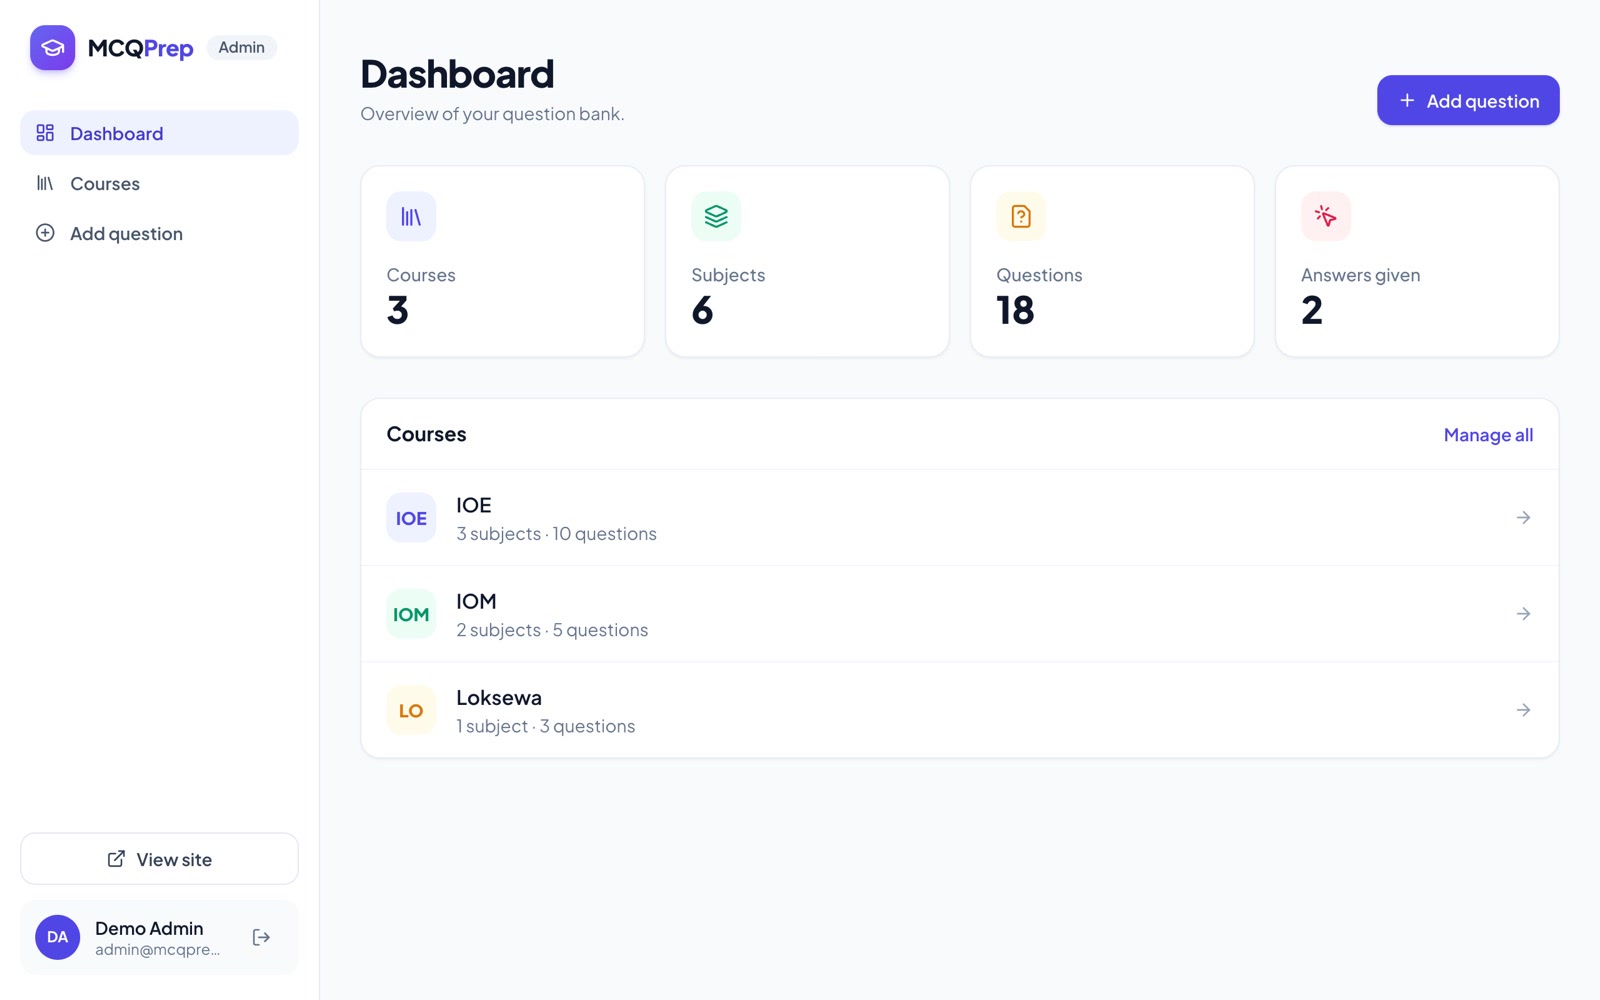 MCQPrep Admin
Dashboard
Courses
Add question
View site
DA
Demo Admin
admin@mcqpre...
Dashboard
Overview of your question bank.
Add question
Courses
3
Subjects
6
Questions
18
Answers given
2
Courses
Manage all
IOE
IOE
3 subjects · 10 questions
IOM
IOM
2 subjects · 5 questions
LO
Loksewa
1 subject · 3 questions